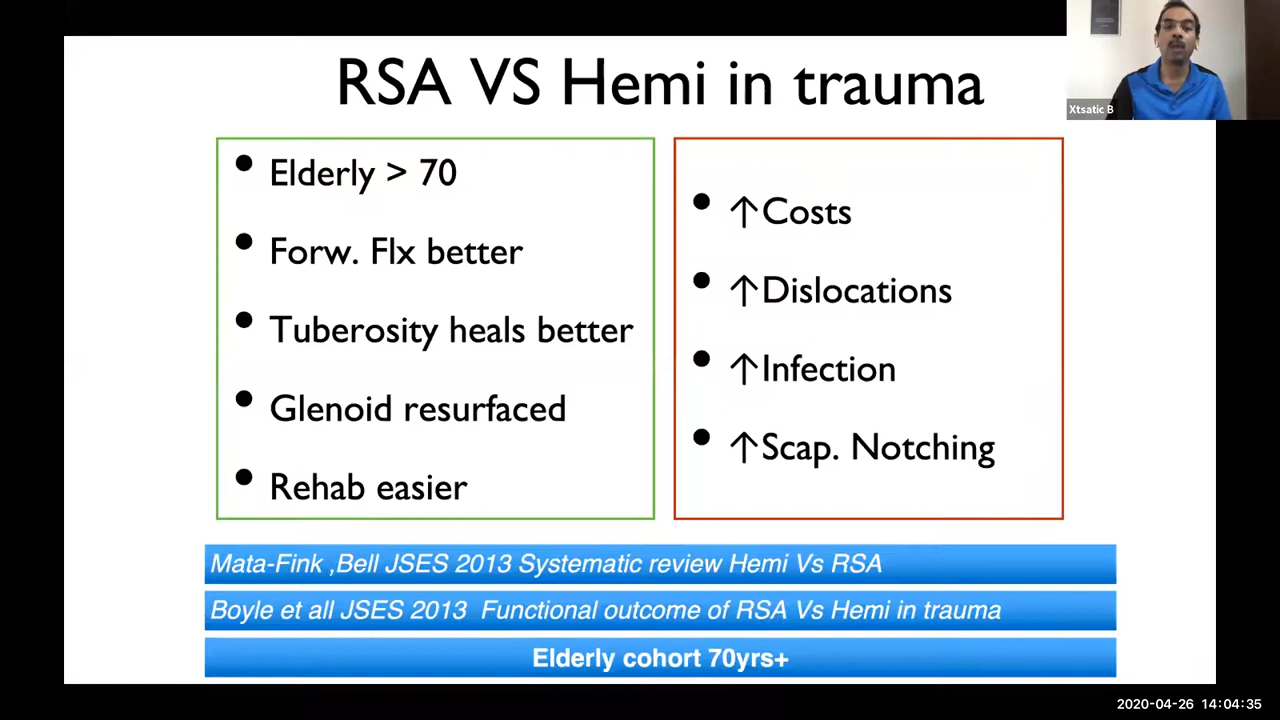 RSA VS Hemi in trauma
Xtsatic B
• Elderly > 70
• Forw. Flx better
• Tuberosity heals better
• Glenoid resurfaced
• Rehab easier
• ↑Costs
• ↑Dislocations
• ↑Infection
• ↑Scap. Notching
Mata-Fink ,Bell JSES 2013 Systematic review Hemi Vs RSA
Boyle et all JSES 2013 Functional outcome of RSA Vs Hemi in trauma
Elderly cohort 70yrs+
2020-04-26 14:04:35